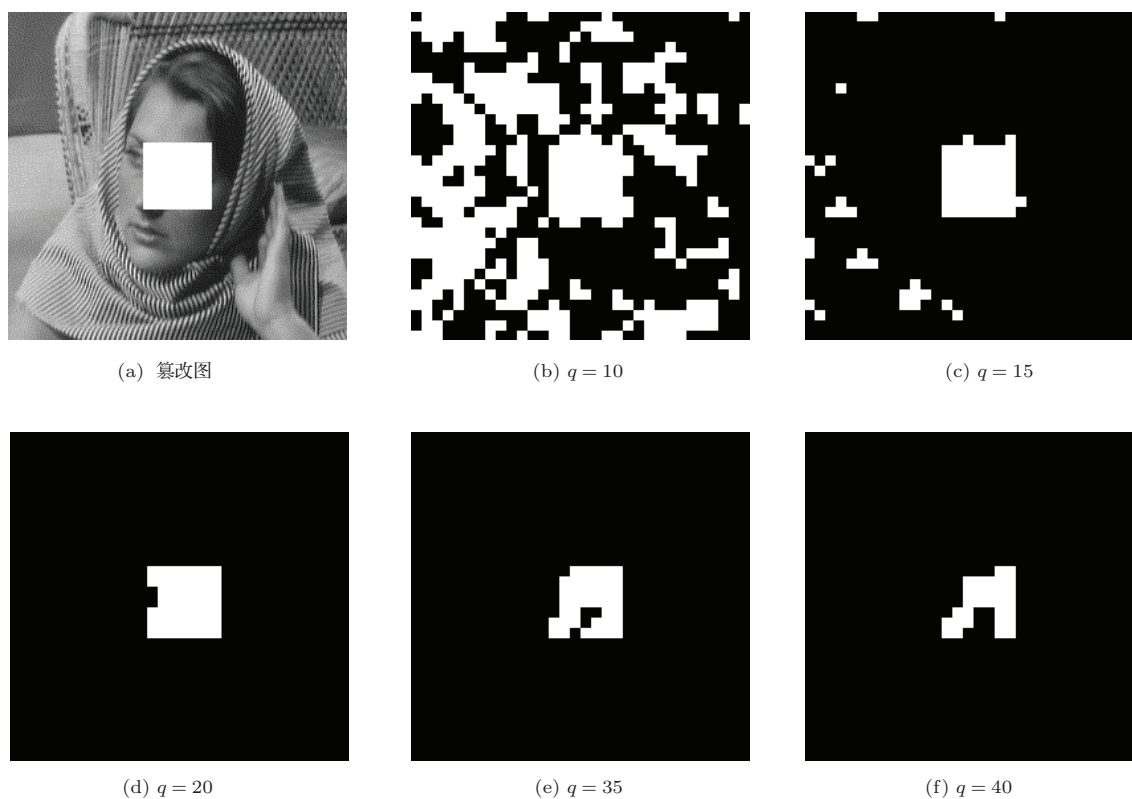 (a) 篡改图
(b) q = 10
(c) q = 15
(d) q = 20
(e) q = 35
(f) q = 40